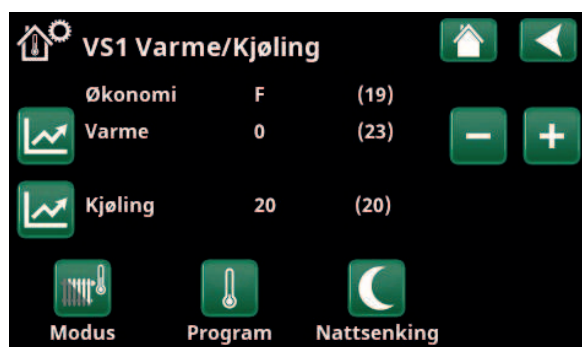 VS1 Varme/Kjøling
Økonomi F (19)
Varme 0 (23)
Kjøling 20 (20)
Modus Program Nattsenking